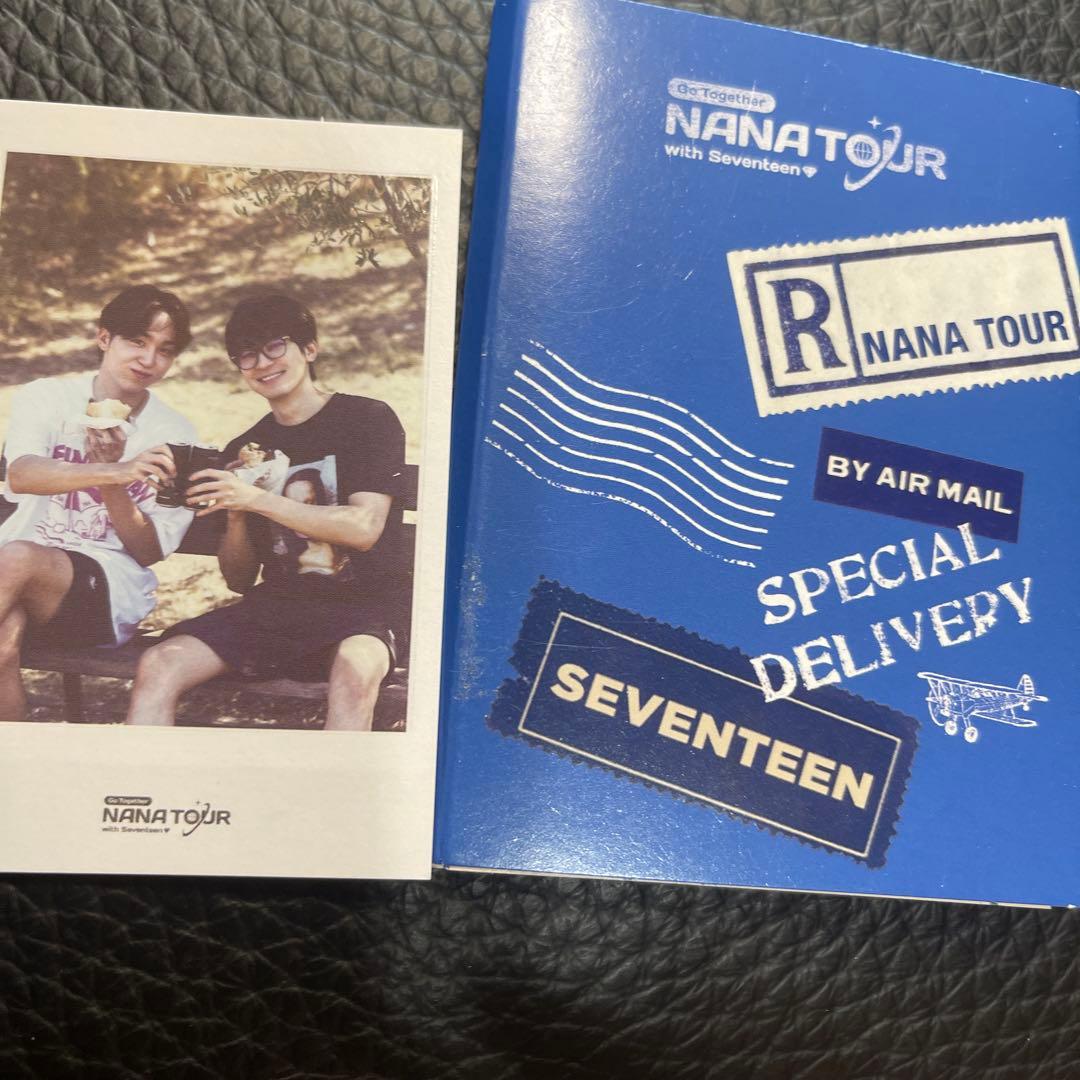 Go Together
NANA TOUR
with Seventeen
Go Together
NANA TOUR
with Seventeen
R
NANA TOUR
BY AIR MAIL
SPECIAL
DELIVERY
SEVENTEEN